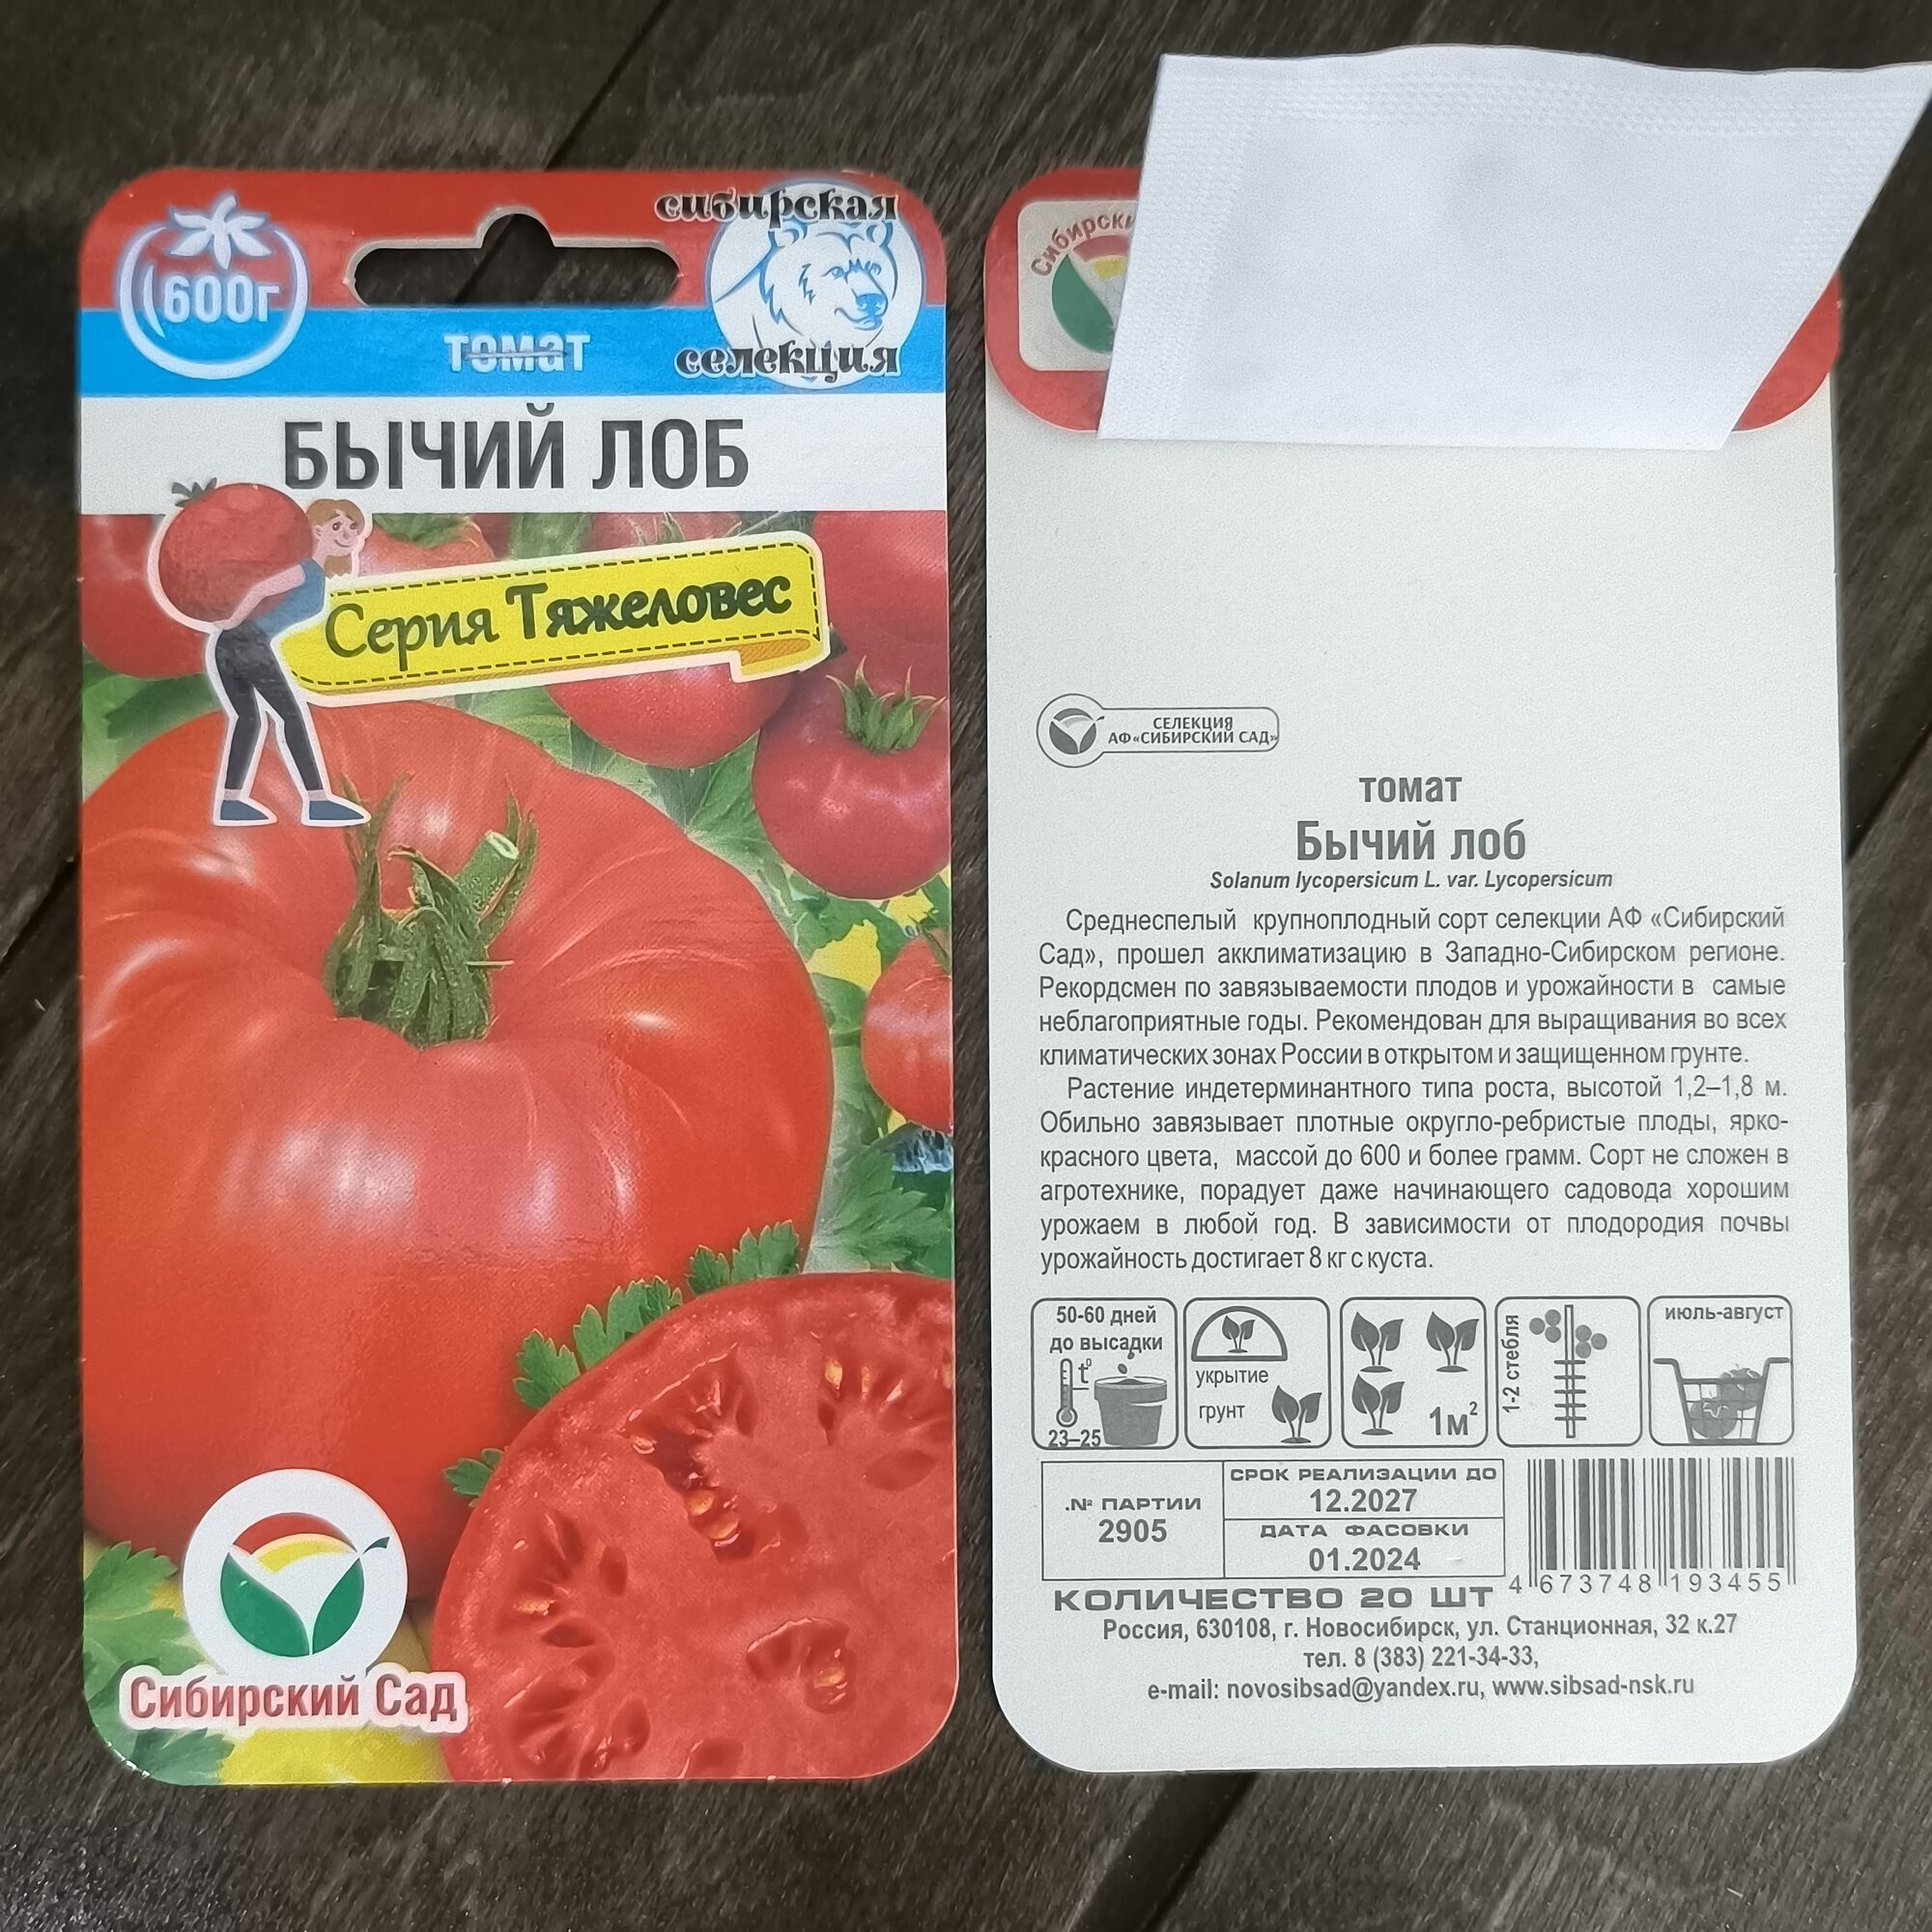 сибирская
600г
томат
селекция
БЫЧИЙ ЛОБ
Серия Тяжеловес
Сибирский Сад
СЕЛЕКЦИЯ
АФ«СИБИРСКИЙ САД»
томат
Бычий лоб
Solanum lycopersicum L. var. Lycopersicum
Среднеспелый крупноплодный сорт селекции АФ «Сибирский
Сад», прошел акклиматизацию в Западно-Сибирском регионе.
Рекордсмен по завязываемости плодов и урожайности в самые
неблагоприятные годы. Рекомендован для выращивания во всех
климатических зонах России в открытом и защищенном грунте.
Растение индетерминантного типа роста, высотой 1,2–1,8 м.
Обильно завязывает плотные округло-ребристые плоды, ярко-
красного цвета, массой до 600 и более грамм. Сорт не сложен в
агротехнике, порадует даже начинающего садовода хорошим
урожаем в любой год. В зависимости от плодородия почвы
урожайность достигает 8 кг с куста.
50-60 дней
до высадки
t⁰
23–25
укрытие
грунт
1м²
1-2 стебля
июль-август
№ ПАРТИИ
2905
СРОК РЕАЛИЗАЦИИ ДО
12.2027
ДАТА ФАСОВКИ
01.2024
4 673748 193455
КОЛИЧЕСТВО 20 ШТ
Россия, 630108, г. Новосибирск, ул. Станционная, 32 к.27
тел. 8 (383) 221-34-33,
e-mail: novosibsad@yandex.ru, www.sibsad-nsk.ru